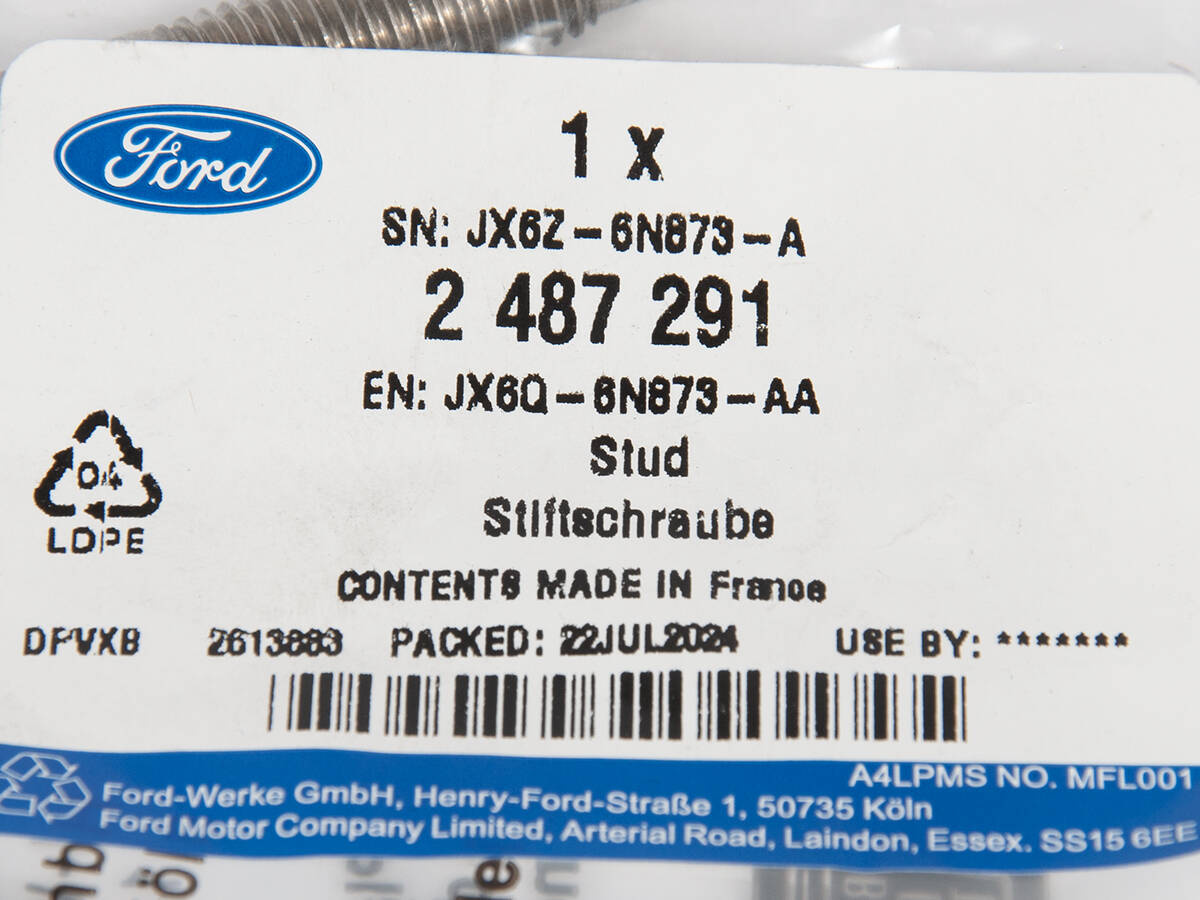 Ford
1 x
SN: JX6Z-6N873-A
2 487 291
EN: JX6Q-6N873-AA
Stud
04
Stiftschraube
LDPE
CONTENTS MADE IN France
2613883 PACKED: 22JUL2024 USE BY: *******
A4LPMS NO. MFL001
Ford-Werke GmbH, Henry-Ford-Straße 1, 50735 Köln
Ford Motor Company Limited, Arterial Road, Laindon, Essex. SS15 6EE